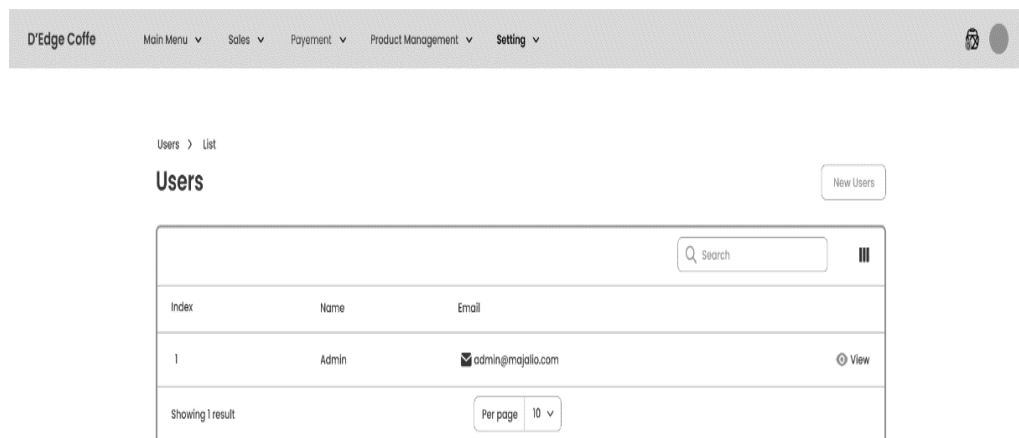 D'Edge Coffe Main Menu Sales Payement Product Management Setting
Users > List
Users
New Users
Search
Index Name Email
1 Admin admin@majalio.com View
Showing 1 result Per page 10